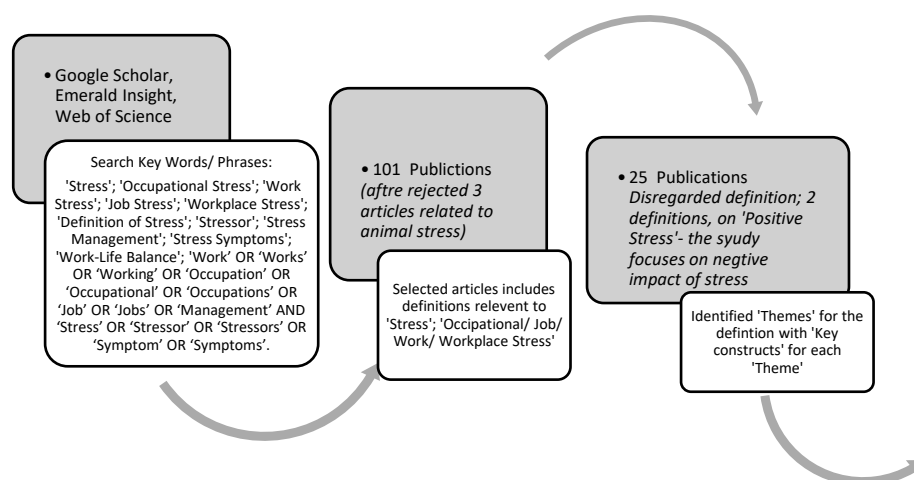 • Google Scholar,
Emerald Insight,
Web of Science
Search Key Words/ Phrases:
'Stress'; 'Occupational Stress'; 'Work
Stress'; 'Job Stress'; 'Workplace Stress';
'Definition of Stress'; 'Stressor'; 'Stress
Management'; 'Stress Symptoms';
'Work-Life Balance'; 'Work' OR 'Works'
OR ‘Working’ OR ‘Occupation’ OR
‘Occupational’ OR ‘Occupations’ OR
‘Job’ OR ‘Jobs’ OR ‘Management’ AND
‘Stress’ OR ‘Stressor’ OR ‘Stressors’ OR
‘Symptom’ OR ‘Symptoms’.
• 101 Publictions
(aftre rejected 3
articles related to
animal stress)
Selected articles includes
definitions relevent to
'Stress'; 'Occipational/ Job/
Work/ Workplace Stress'
• 25 Publications
Disregarded definition; 2
definitions, on 'Positive
Stress'- the syudy
focuses on negtive
impact of stress
Identified 'Themes' for the
defintion with 'Key
constructs' for each
'Theme'